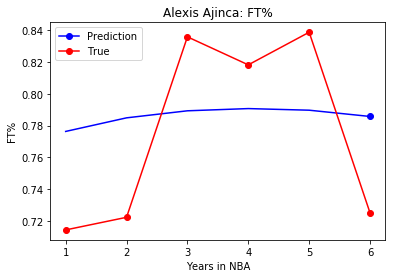 Alexis Ajinca: FT%
Prediction
True
0.84
0.82
0.80
0.78
0.76
0.74
0.72
FT%
1 2 3 4 5 6
Years in NBA